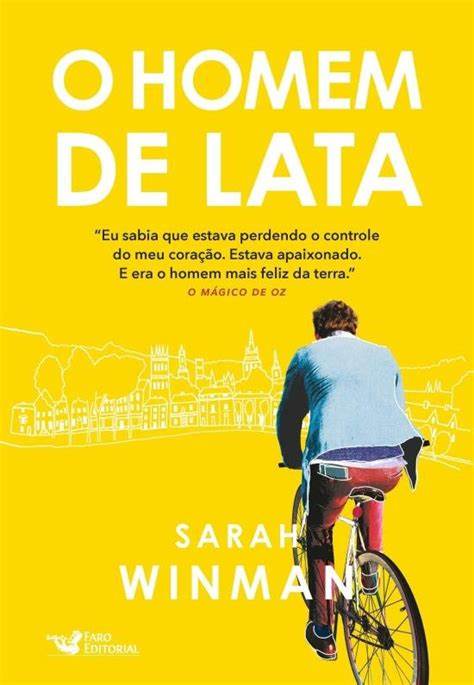 O HOMEM
DE LATA
“Eu sabia que estava perdendo o controle
do meu coração. Estava apaixonado.
E era o homem mais feliz da terra.”
O MÁGICO DE OZ
SARAH
WINMAN
FARO
EDITORIAL